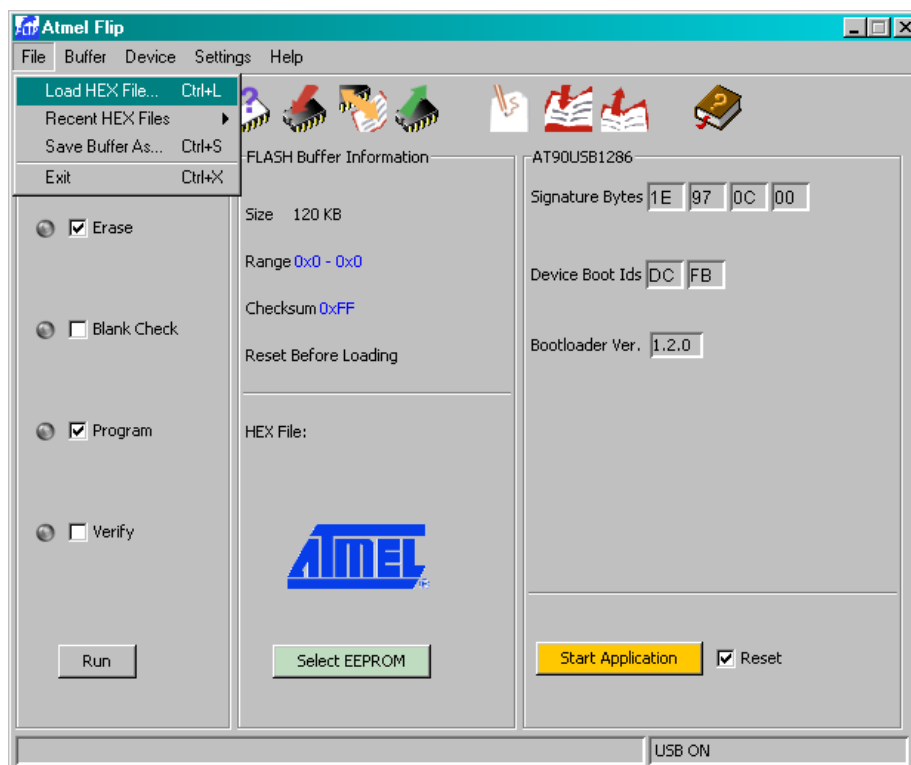 Atmel Flip
File Buffer Device Settings Help
Load HEX File... Ctrl+L
Recent HEX Files
Save Buffer As... Ctrl+S
Exit Ctrl+X
Erase
Blank Check
Program
Verify
Run
FLASH Buffer Information
Size 120 KB
Range 0x0 - 0x0
Checksum 0xFF
Reset Before Loading
HEX File:
ATMEL
Select EEPROM
AT90USB1286
Signature Bytes 1E 97 0C 00
Device Boot Ids DC FB
Bootloader Ver. 1.2.0
Start Application Reset
USB ON